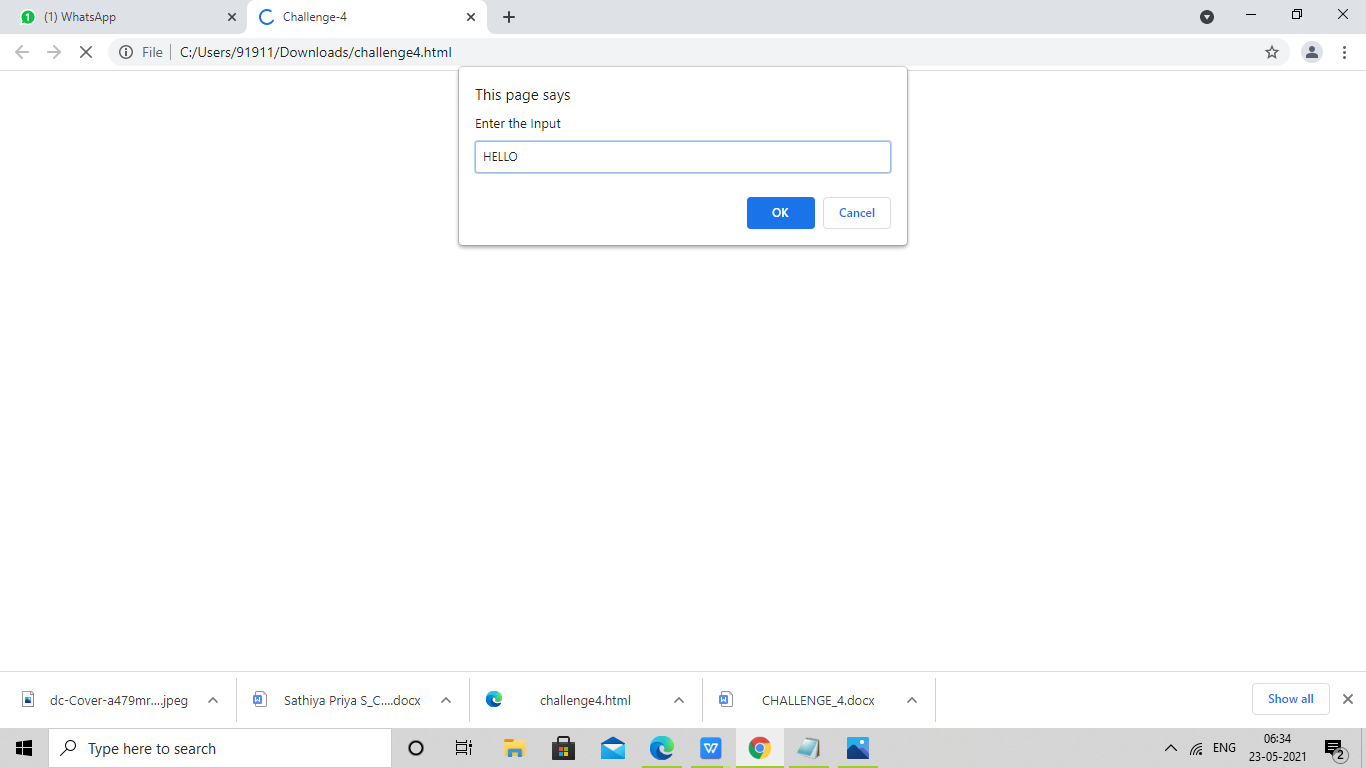 (1) WhatsApp
Challenge-4
File
C:/Users/91911/Downloads/challenge4.html
This page says
Enter the Input
HELLO
OK
Cancel
dc-Cover-a479mr....jpeg
Sathiya Priya S_C....docx
challenge4.html
CHALLENGE_4.docx
Show all
Type here to search
ENG
06:34
23-05-2021
2